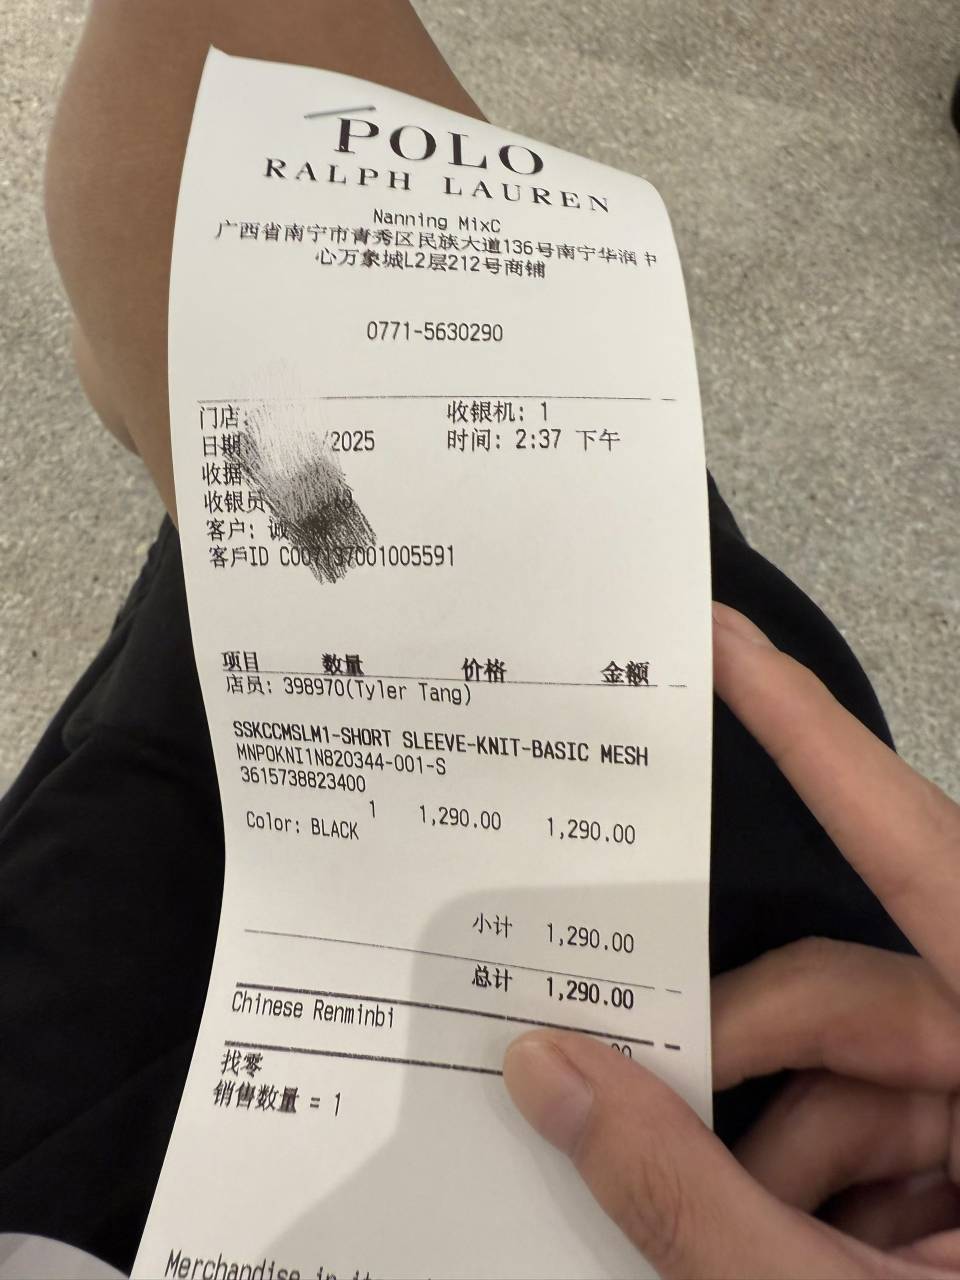 POLO
RALPH LAUREN
Nanning MixC
广西省南宁市青秀区民族大道136号南宁华润中
心万象城L2层212号商铺
0771-5630290
门店: 收银机: 1
日期 /2025 时间: 2:37 下午
收据
收银员
客户: 诚
客戶ID C007137001005591
项目 数量 价格 金额
店员: 398970(Tyler Tang)
SSKCCMSLM1-SHORT SLEEVE-KNIT-BASIC MESH
MNPOKNI1N820344-001-S
3615738823400
1 1,290.00 1,290.00
Color: BLACK
小计 1,290.00
总计 1,290.00
Chinese Renminbi
找零
销售数量 = 1
Merchandise in